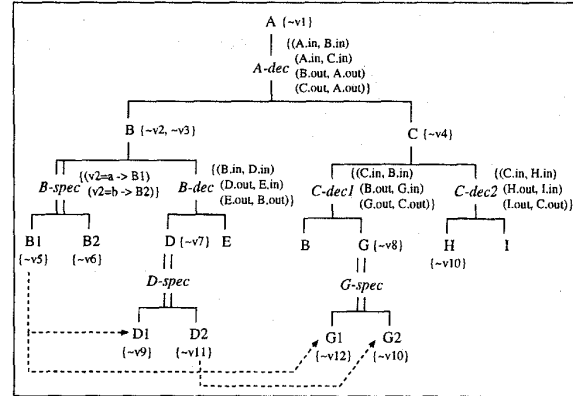 A {~v1}
{(A.in, B.in)
(A.in, C.in)
A-dec (B.out, A.out)
(C.out, A.out)}
B {~v2, ~v3}
C {~v4}
B-spec {(v2=a -> B1)
(v2=b -> B2)}
B-dec {(B.in, D.in)
(D.out, E.in)
(E.out, B.out)}
C-dec1 {(C.in, B.in)
(B.out, G.in)
(G.out, C.out)}
C-dec2 {(C.in, H.in)
(H.out, I.in)
(I.out, C.out)}
B1 B2 D {~v7} E B G {~v8} H I
{~v5} {~v6} {~v10}
D-spec G-spec
D1 D2 G1 G2
{~v9} {~v11} {~v12} {~v10}